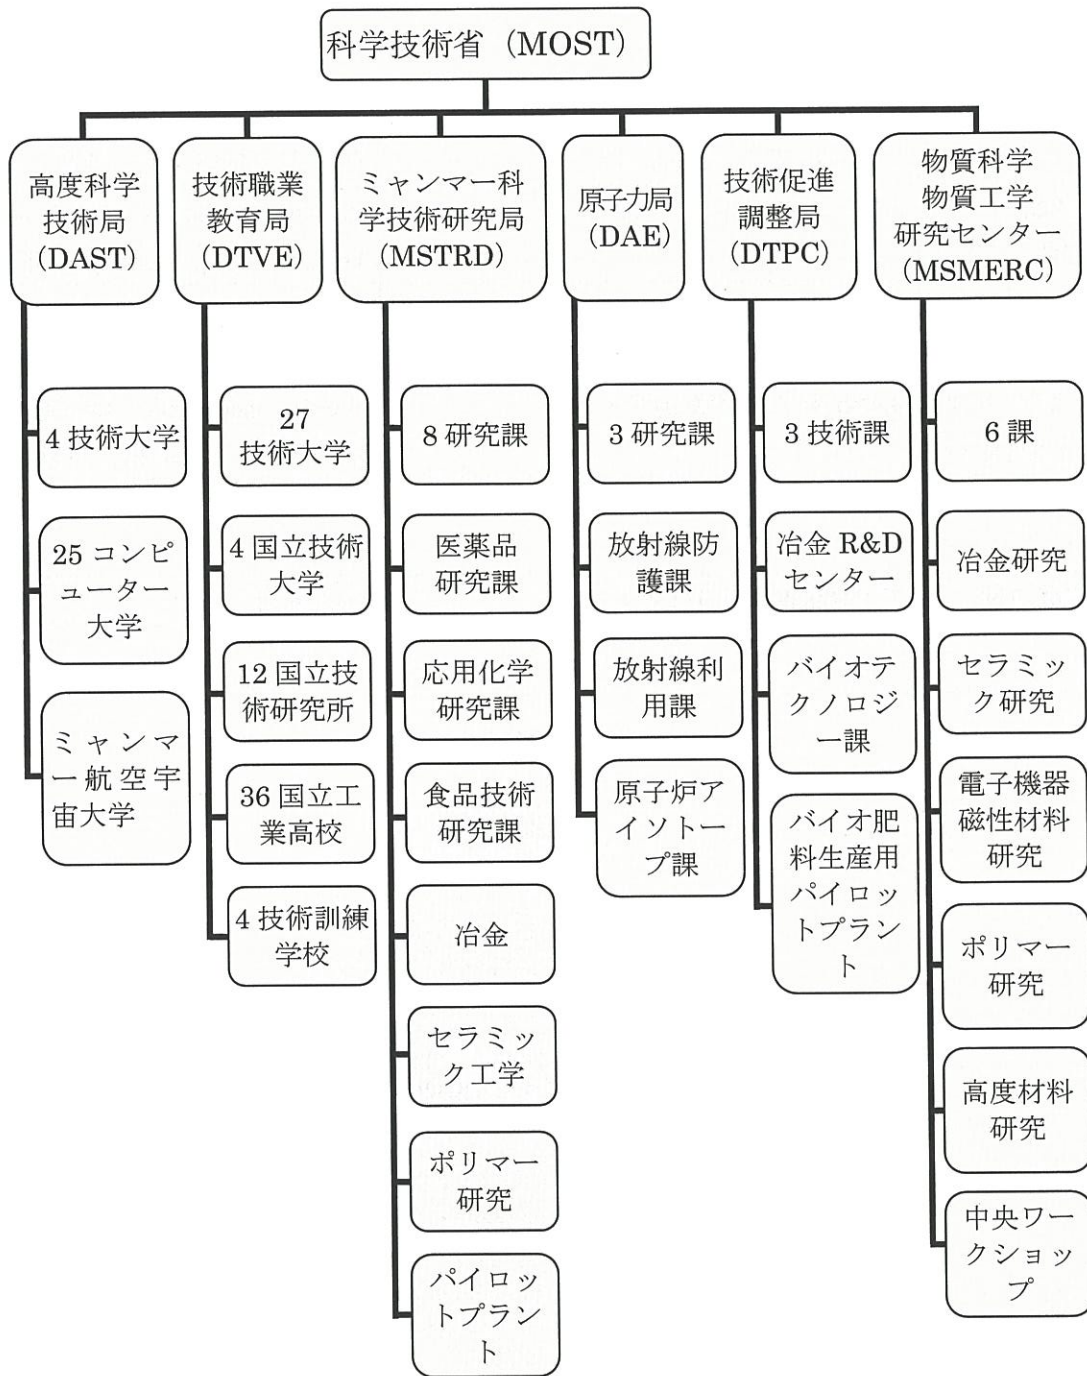 科学技術省（MOST）
高度科学
技術局
（DAST）
技術職業
教育局
（DTVE）
ミャンマー科
学技術研究局
（MSTRD）
原子力局
（DAE）
技術促進
調整局
（DTPC）
物質科学
物質工学
研究センター
（MSMERC）
4 技術大学
25 コンピ
ューター
大学
ミャンマ
ー航空宇
宙大学
27
技術大学
4 国立技術
大学
12 国立技
術研究所
36 国立工
業高校
4 技術訓練
学校
8 研究課
医薬品
研究課
応用化学
研究課
食品技術
研究課
冶金
セラミッ
ク工学
ポリマー
研究
パイロッ
トプラン
ト
3 研究課
放射線防
護課
放射線利
用課
原子炉ア
イソトー
プ課
3 技術課
冶金 R&D
センター
バイオテ
クノロジ
ー課
バイオ肥
料生産用
パイロッ
トプラン
ト
6 課
冶金研究
セラミッ
ク研究
電子機器
磁性材料
研究
ポリマー
研究
高度材料
研究
中央ワー
クショッ
プ